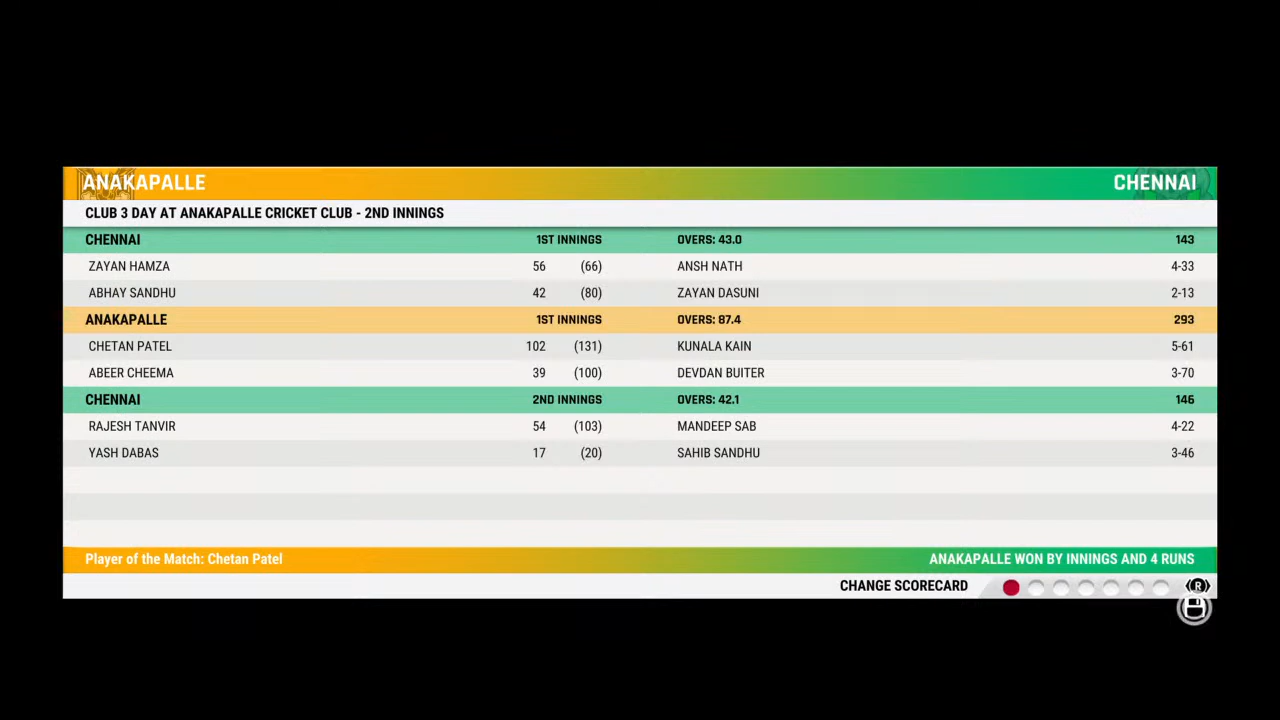 ANAKAPALLE CHENNAI
CLUB 3 DAY AT ANAKAPALLE CRICKET CLUB - 2ND INNINGS
CHENNAI 1ST INNINGS OVERS: 43.0 143
ZAYAN HAMZA 56 (66) ANSH NATH 4-33
ABHAY SANDHU 42 (80) ZAYAN DASUNI 2-13
ANAKAPALLE 1ST INNINGS OVERS: 87.4 293
CHETAN PATEL 102 (131) KUNALA KAIN 5-61
ABEER CHEEMA 39 (100) DEVDAN BUITER 3-70
CHENNAI 2ND INNINGS OVERS: 42.1 146
RAJESH TANVIR 54 (103) MANDEEP SAB 4-22
YASH DABAS 17 (20) SAHIB SANDHU 3-46
Player of the Match: Chetan Patel ANAKAPALLE WON BY INNINGS AND 4 RUNS
CHANGE SCORECARD R